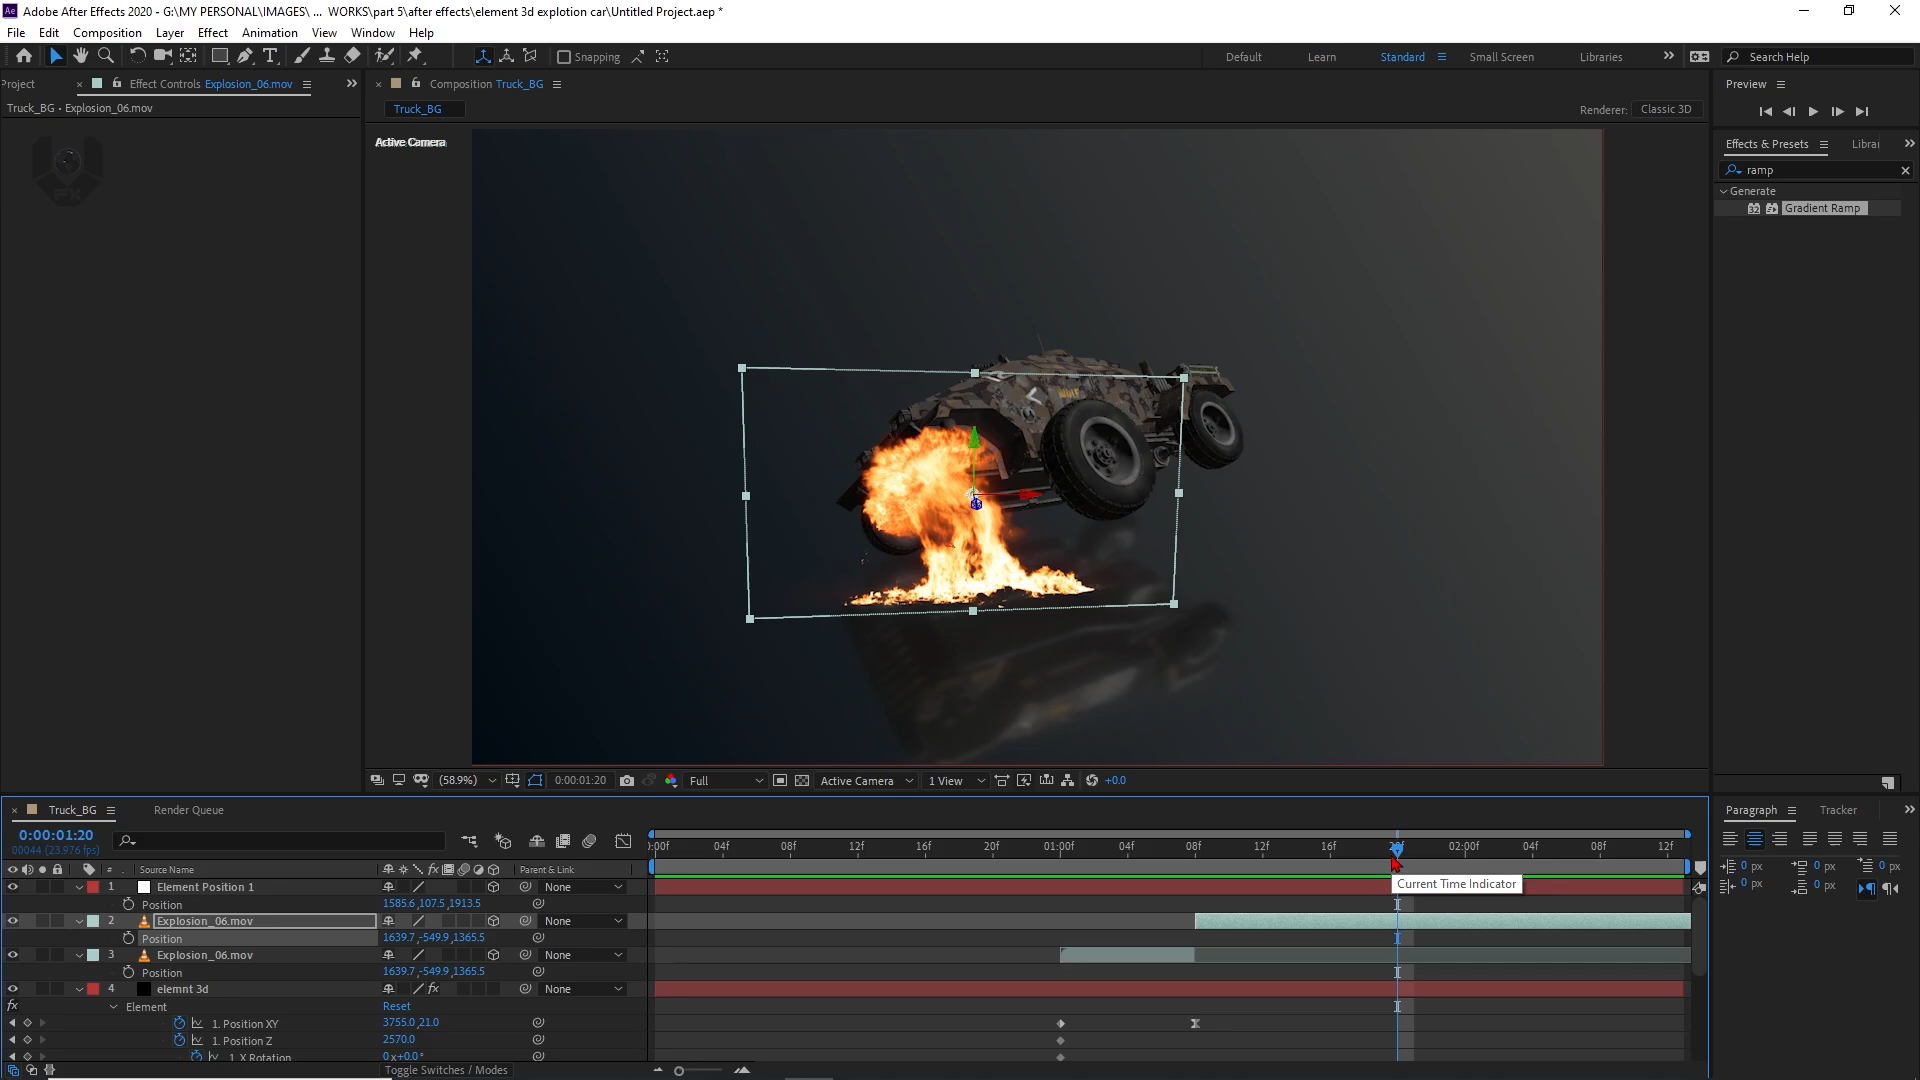 Adobe After Effects 2020 - G:\MY PERSONAL\IMAGES\ ... WORKS\part 5\after effects\element 3d explotion car\Untitled Project.aep *
File Edit Composition Layer Effect Animation View Window Help
Snapping Default Learn Standard Small Screen Libraries Search Help
Project Effect Controls Explosion_06.mov Composition Truck_BG Preview
Truck_BG • Explosion_06.mov Truck_BG Renderer: Classic 3D
Active Camera
Effects & Presets Librai
ramp
Generate
32 Gradient Ramp
FX
(58.9%) 0:00:01:20 Full Active Camera 1 View +0.0
Truck_BG Render Queue Paragraph Tracker
0:00:01:20
00044 (23.976 fps)
):00f 04f 08f 12f 16f 20f 01:00f 04f 08f 12f 16f 02:00f 04f 08f 12f
# Source Name Parent & Link
1 Element Position 1 None
Position 1585.6,107.5,1913.5
2 Explosion_06.mov None
Position 1639.7,-549.9,1365.5
3 Explosion_06.mov None
Position 1639.7,-549.9,1365.5
4 elemnt 3d fx None
fx Element Reset
1. Position XY 3755.0,21.0
1. Position Z 2570.0
1. X Rotation 0x+0.0°
Toggle Switches / Modes
Current Time Indicator
0 px 0 px 0 px
0 px 0 px